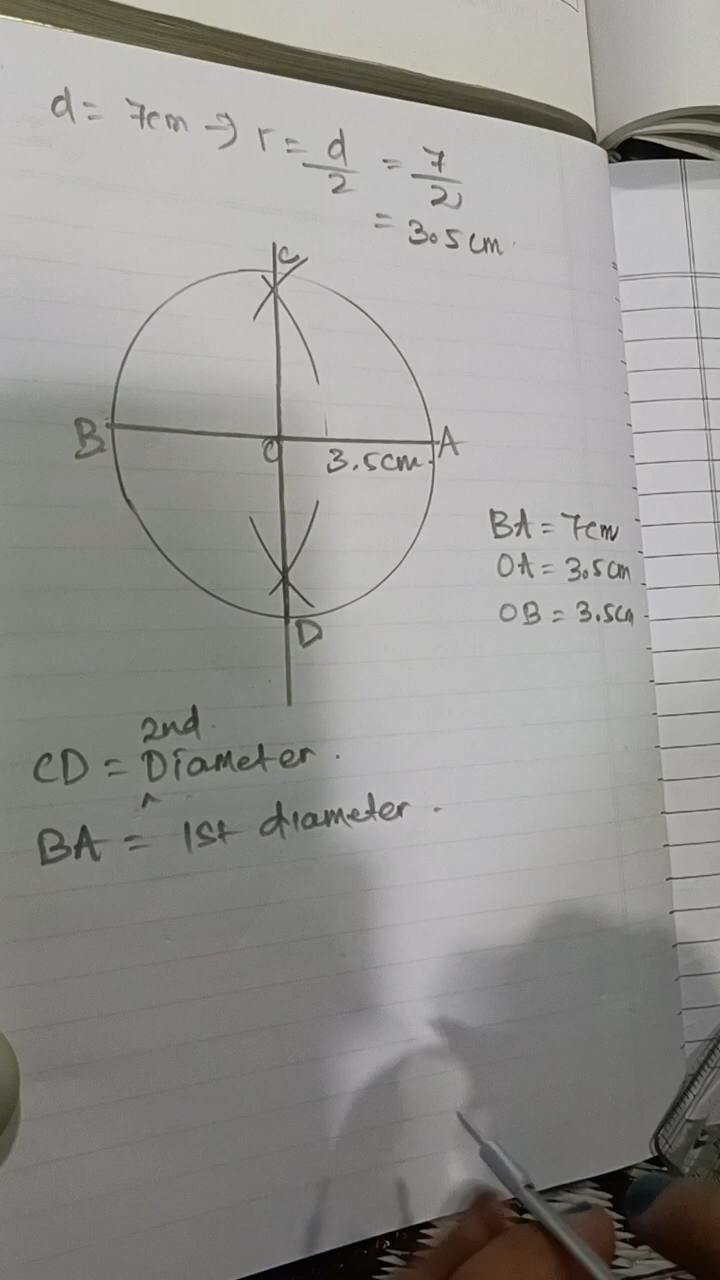 d = 7cm → r = d/2 = 7/2
= 3.5 cm.
C
B
O
3.5cm.
A
BA = 7cm
OA = 3.5cm
OB = 3.5cm
D
2nd.
CD = Diameter.
^
BA = 1st diameter.